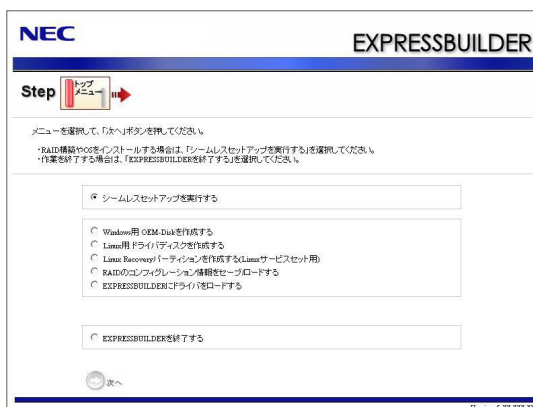 NEC
EXPRESSBUILDER
Step
トップ
メニュー
メニューを選択して、「次へ」ボタンを押してください。
・RAID構築やOSをインストールする場合は、「シームレスセットアップを実行する」を選択してください。
・作業を終了する場合は、「EXPRESSBUILDERを終了する」を選択してください。
シームレスセットアップを実行する
Windows用 OEM-Diskを作成する
Linux用 ドライバディスクを作成する
Linux Recoveryパーティションを作成する(Linuxサービスセット用)
RAIDのコンフィグレーション情報をセーブ/ロードする
EXPRESSBUILDERにドライバをロードする
EXPRESSBUILDERを終了する
次へ